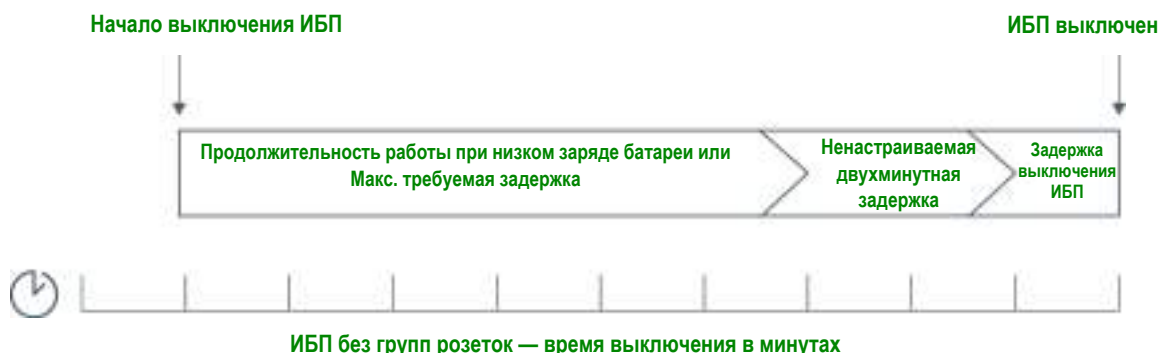 Начало выключения ИБП
ИБП выключен
Продолжительность работы при низком заряде батареи или
Макс. требуемая задержка
Ненастраиваемая
двухминутная
задержка
Задержка
выключения
ИБП
ИБП без групп розеток — время выключения в минутах